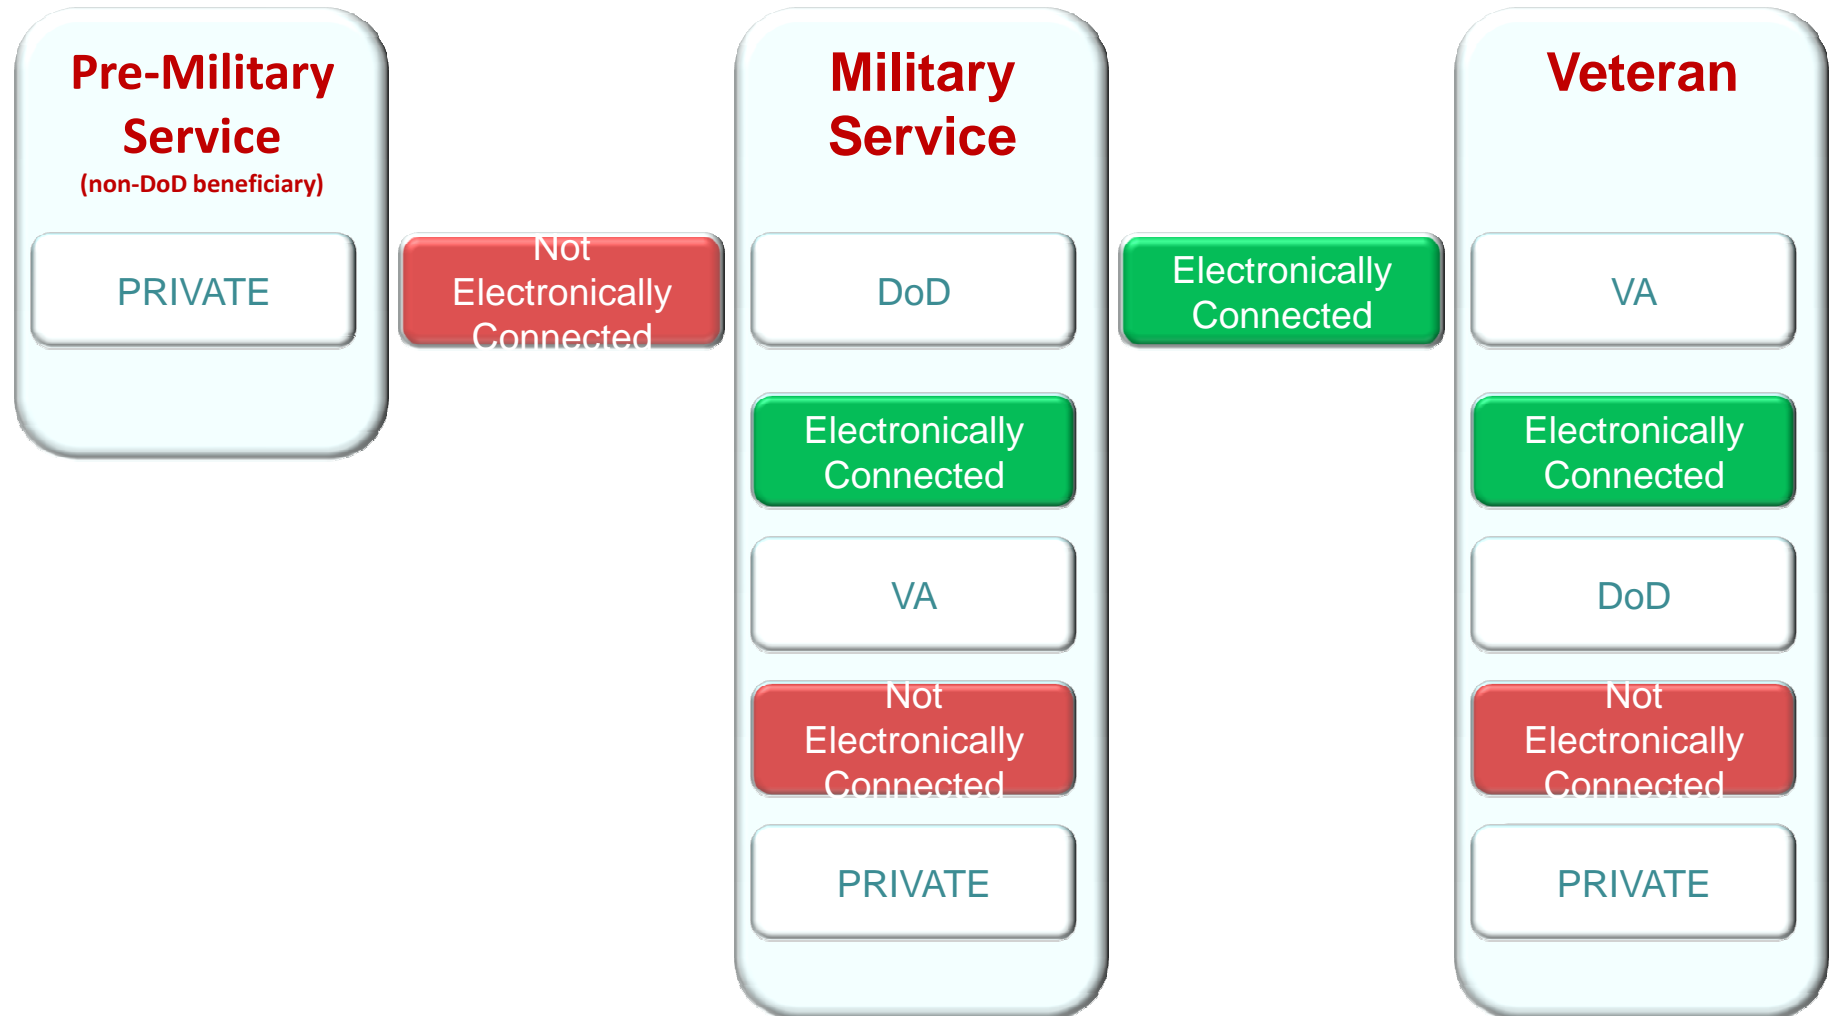 Pre-Military
Service
(non-DoD beneficiary)
PRIVATE
Not
Electronically
Connected
Military
Service
DoD
Electronically
Connected
VA
Not
Electronically
Connected
PRIVATE
Electronically
Connected
Veteran
VA
Electronically
Connected
DoD
Not
Electronically
Connected
PRIVATE